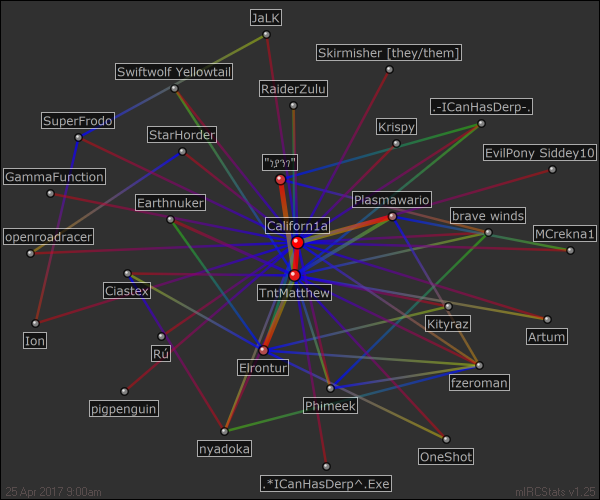 JaLK
Skirmisher [they/them]
Swiftwolf Yellowtail
RaiderZulu
.-ICanHasDerp-.
SuperFrodo
StarHorder
Krispy
EvilPony Siddey10
GammaFunction
Earthnuker
Plasmawario
brave winds
Californ1a
openroadracer
MCrekna1
Ciastex
TntMatthew
Kityraz
Artum
Ion
Rú
Elrontur
fzeroman
pigpenguin
Phimeek
nyadoka
OneShot
.*ICanHasDerp^.Exe
25 Apr 2017 9:00am
mIRCStats v1.25